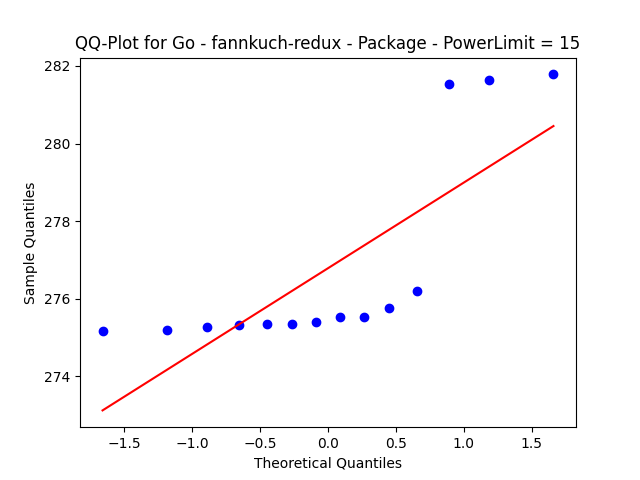 QQ-Plot for Go - fannkuch-redux - Package - PowerLimit = 15
282
280
278
276
274
Sample Quantiles
−1.5 −1.0 −0.5 0.0 0.5 1.0 1.5
Theoretical Quantiles